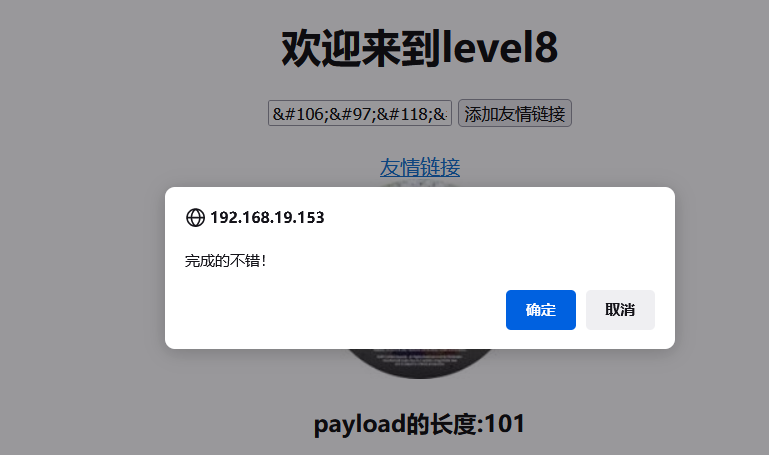 欢迎来到level8
&#106;&#97;&#118;& 添加友情链接
友情链接
192.168.19.153
完成的不错！
确定 取消
payload的长度:101